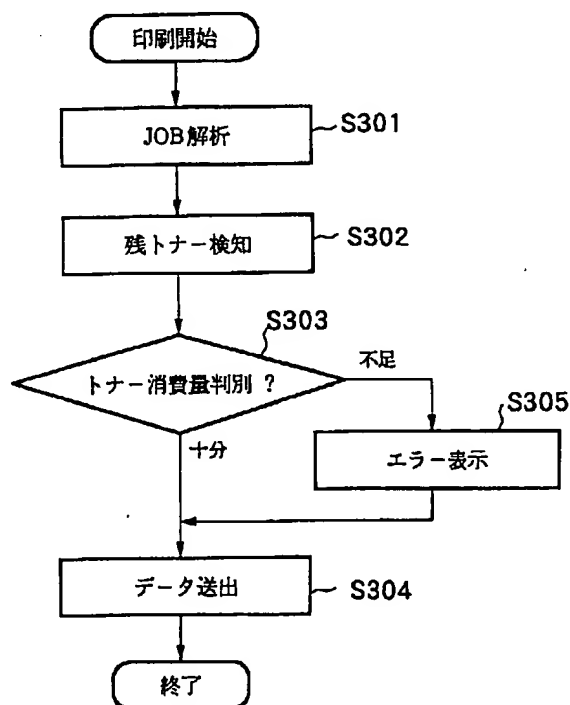 印刷開始
JOB解析
S301
残トナー検知
S302
S303
トナー消費量判別?
不足
S305
エラー表示
十分
データ送出
S304
終了